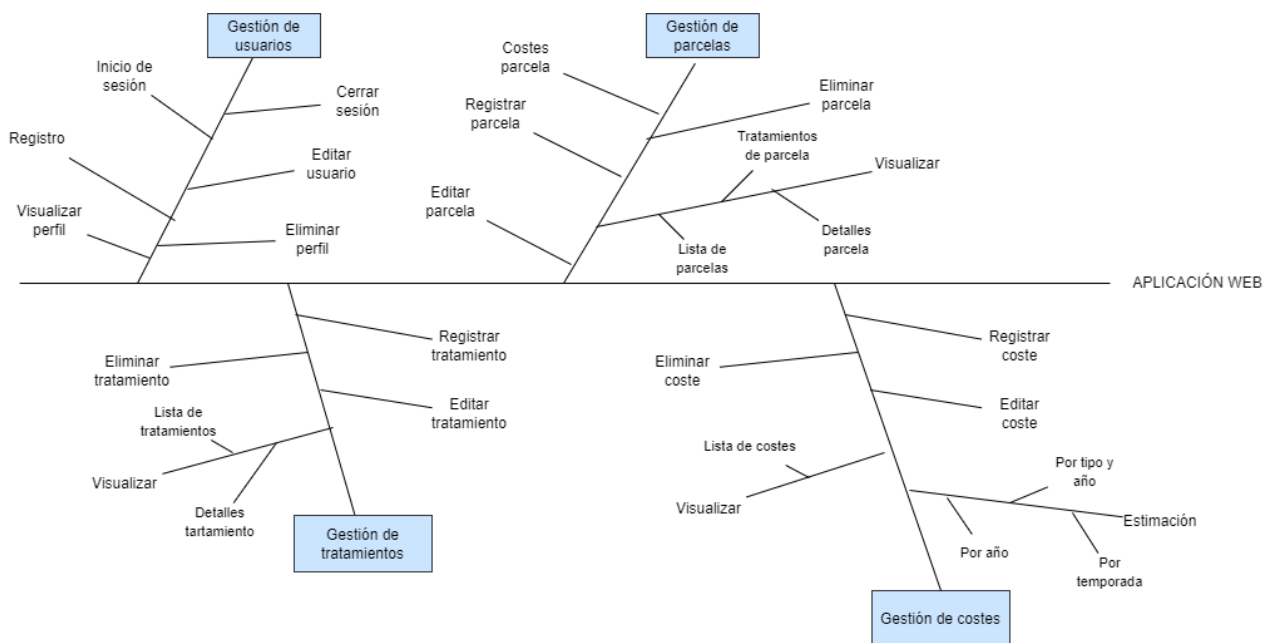 Gestión de
usuarios
Inicio de
sesión
Cerrar
sesión
Registro
Editar
usuario
Visualizar
perfil
Eliminar
perfil
Gestión de
parcelas
Costes
parcela
Eliminar
parcela
Registrar
parcela
Tratamientos
de parcela
Visualizar
Editar
parcela
Lista de
parcelas
Detalles
parcela
APLICACIÓN WEB
Registrar
tratamiento
Eliminar
tratamiento
Editar
tratamiento
Lista de
tratamientos
Visualizar
Detalles
tartamiento
Gestión de
tratamientos
Registrar
coste
Eliminar
coste
Editar
coste
Lista de costes
Visualizar
Por tipo y
año
Estimación
Por año
Por
temporada
Gestión de costes